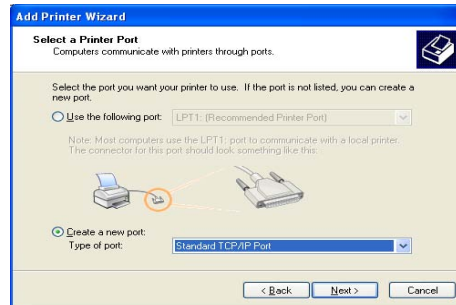 Add Printer Wizard
Select a Printer Port
Computers communicate with printers through ports.
Select the port you want your printer to use. If the port is not listed, you can create a
new port.
Use the following port: LPT1: (Recommended Printer Port)
Note: Most computers use the LPT1: port to communicate with a local printer.
The connector for this port should look something like this:
Create a new port:
Type of port: Standard TCP/IP Port
< Back Next > Cancel